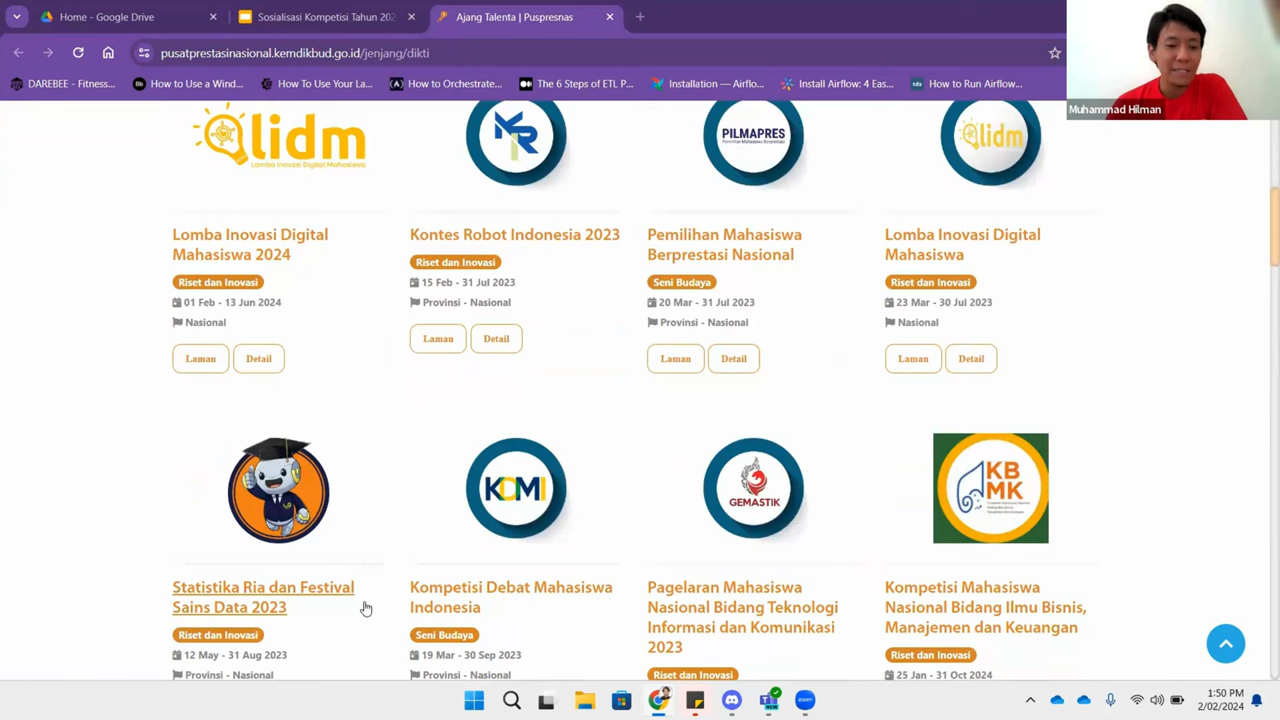 Home - Google Drive
Sosialisasi Kompetisi Tahun 202
Ajang Talenta | Puspresnas
pusatprestasinasional.kemdikbud.go.id/jenjang/dikti
DAREBEE - Fitness...
How to Use a Wind...
How To Use Your La...
How to Orchestrate...
The 6 Steps of ETL P...
Installation — Airflo...
Install Airflow: 4 Eas...
How to Run Airflow...
Muhammad Hilman
lidm
Lomba Inovasi Digital Mahasiswa
KR
PILMAPRES
Pemilihan Mahasiswa Berprestasi
lidm
Lomba Inovasi Digital
Mahasiswa 2024
Riset dan Inovasi
01 Feb - 13 Jun 2024
Nasional
Laman
Detail
Kontes Robot Indonesia 2023
Riset dan Inovasi
15 Feb - 31 Jul 2023
Provinsi - Nasional
Laman
Detail
Pemilihan Mahasiswa
Berprestasi Nasional
Seni Budaya
20 Mar - 31 Jul 2023
Provinsi - Nasional
Laman
Detail
Lomba Inovasi Digital
Mahasiswa
Riset dan Inovasi
23 Mar - 30 Jul 2023
Nasional
Laman
Detail
KDMI
GEMASTIK
KB
MK
Statistika Ria dan Festival
Sains Data 2023
Riset dan Inovasi
12 May - 31 Aug 2023
Provinsi - Nasional
Kompetisi Debat Mahasiswa
Indonesia
Seni Budaya
19 Mar - 30 Sep 2023
Provinsi - Nasional
Pagelaran Mahasiswa
Nasional Bidang Teknologi
Informasi dan Komunikasi
2023
Riset dan Inovasi
Kompetisi Mahasiswa
Nasional Bidang Ilmu Bisnis,
Manajemen dan Keuangan
Riset dan Inovasi
25 Jan - 31 Oct 2024
NEW
zoom
1:50 PM
2/02/2024